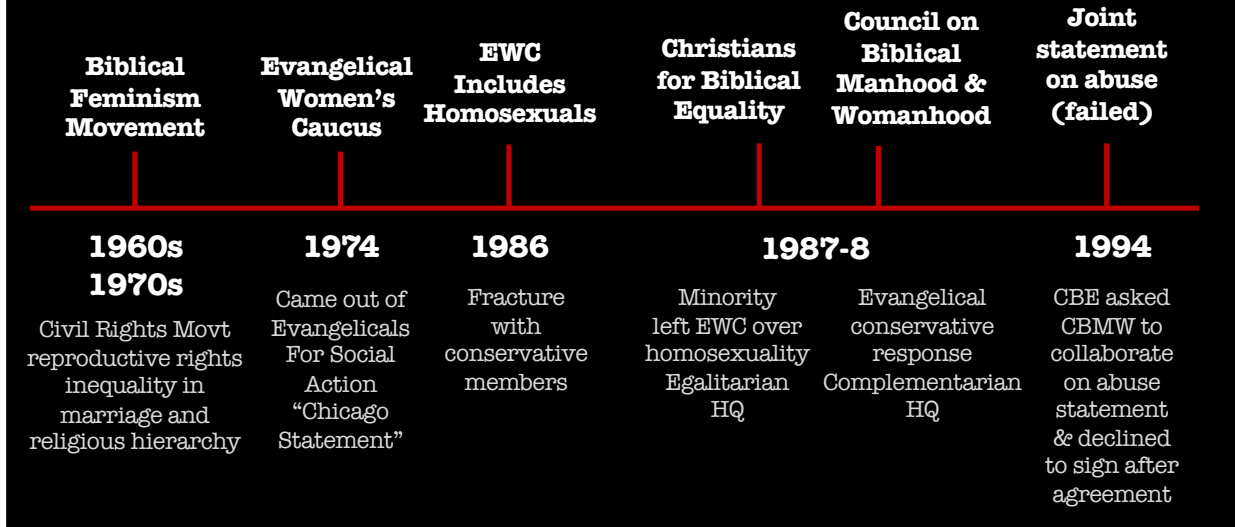 Biblical
Feminism
Movement
Evangelical
Women's
Caucus
EWC
Includes
Homosexuals
Christians
for Biblical
Equality
Council on
Biblical
Manhood &
Womanhood
Joint
statement
on abuse
(failed)
1960s
1970s
Civil Rights Movt
reproductive rights
inequality in
marriage and
religious hierarchy
1974
Came out of
Evangelicals
For Social
Action
“Chicago
Statement”
1986
Fracture
with
conservative
members
1987-8
Minority
left EWC over
homosexuality
Egalitarian
HQ
Evangelical
conservative
response
Complementarian
HQ
1994
CBE asked
CBMW to
collaborate
on abuse
statement
& declined
to sign after
agreement